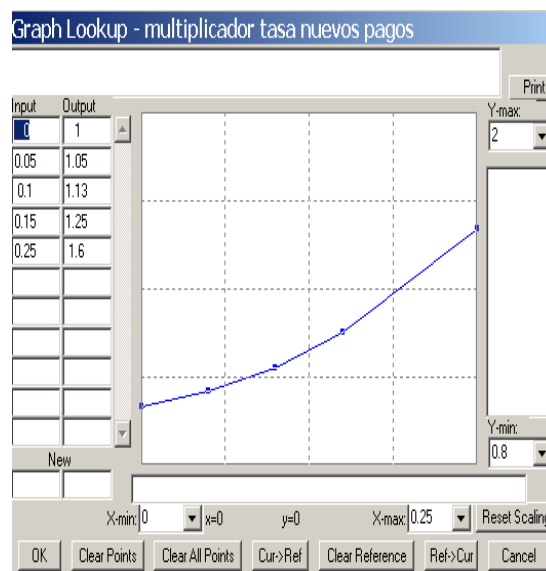 Graph Lookup - multiplicador tasa nuevos pagos
Print
Input Output
0 1
0.05 1.05
0.1 1.13
0.15 1.25
0.25 1.6
New
Y-max:
2
Y-min:
0.8
X-min: 0 x=0 y=0 X-max: 0.25 Reset Scaling
OK Clear Points Clear All Points Cur->Ref Clear Reference Ref->Cur Cancel